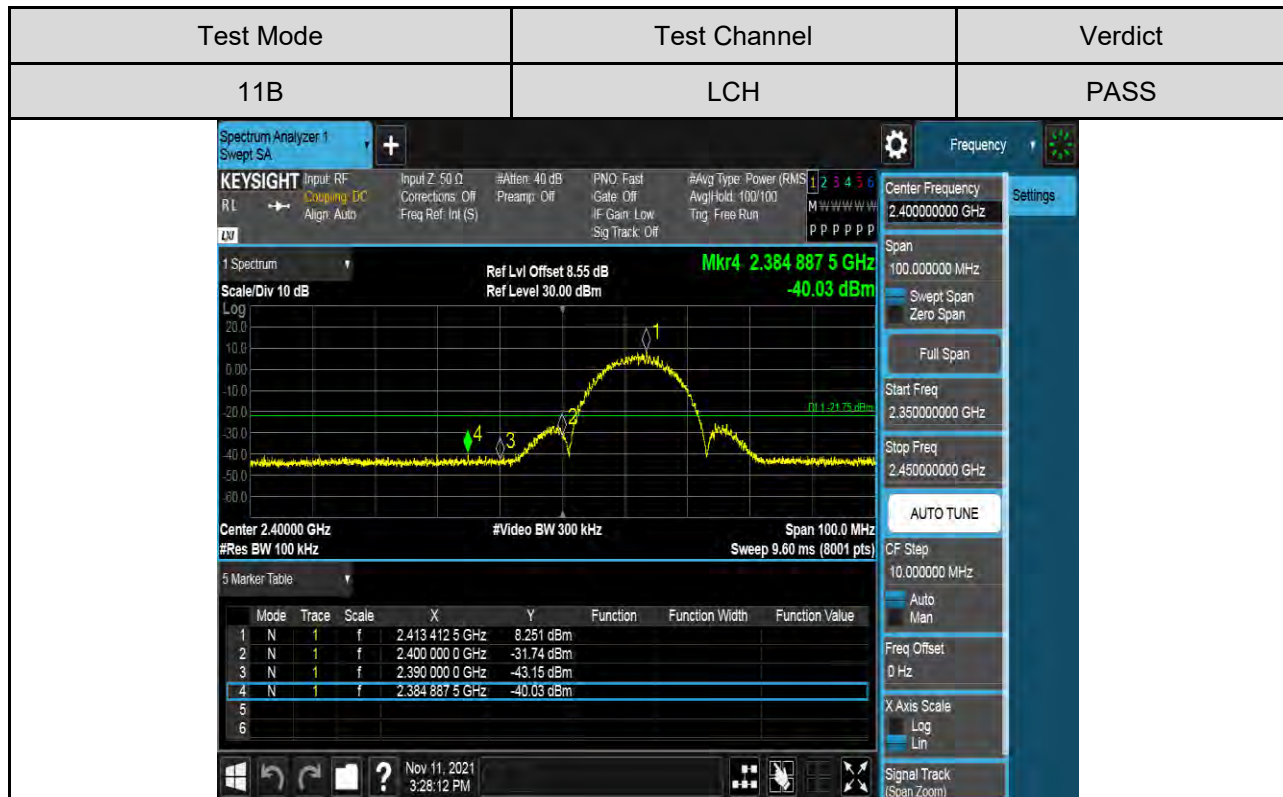 Test Mode Test Channel Verdict
11B LCH PASS
Spectrum Analyzer 1
Swept SA
+
Frequency
Settings
KEYSIGHT
RL
LXI
Input: RF
Coupling: DC
Align: Auto
Input Z: 50 Ω
Corrections: Off
Freq Ref: Int (S)
#Atten: 40 dB
Preamp: Off
PNO: Fast
Gate: Off
IF Gain: Low
Sig Track: Off
#Avg Type: Power (RMS
Avg|Hold: 100/100
Trig: Free Run
1 2 3 4 5 6
M W W W W W
P P P P P P
1 Spectrum
Scale/Div 10 dB
Ref Lvl Offset 8.55 dB
Ref Level 30.00 dBm
Mkr4 2.384 887 5 GHz
-40.03 dBm
Log
20.0
10.0
0.00
-10.0
-20.0
-30.0
-40.0
-50.0
-60.0
1
2
3
4
DL1 -21.75 dBm
Center 2.40000 GHz #Video BW 300 kHz Span 100.0 MHz
#Res BW 100 kHz Sweep 9.60 ms (8001 pts)
5 Marker Table
Mode Trace Scale X Y Function Function Width Function Value
1 N 1 f 2.413 412 5 GHz 8.251 dBm
2 N 1 f 2.400 000 0 GHz -31.74 dBm
3 N 1 f 2.390 000 0 GHz -43.15 dBm
4 N 1 f 2.384 887 5 GHz -40.03 dBm
5
6
?
Nov 11, 2021
3:28:12 PM
Center Frequency
2.400000000 GHz
Span
100.000000 MHz
Swept Span
Zero Span
Full Span
Start Freq
2.350000000 GHz
Stop Freq
2.450000000 GHz
AUTO TUNE
CF Step
10.000000 MHz
Auto
Man
Freq Offset
0 Hz
X Axis Scale
Log
Lin
Signal Track
(Span Zoom)